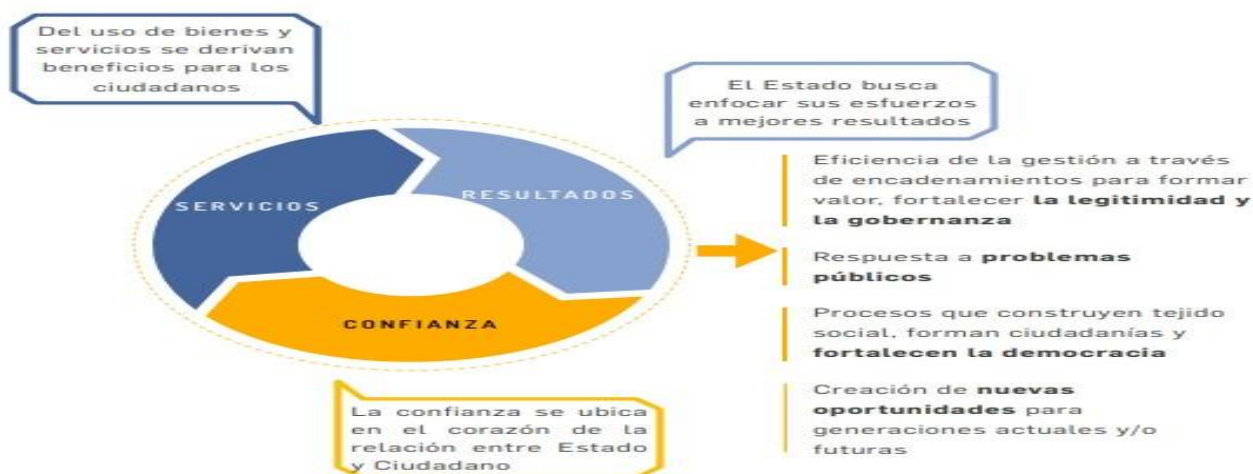 Del uso de bienes y
servicios se derivan
beneficios para los
ciudadanos
El Estado busca
enfocar sus esfuerzos
a mejores resultados
SERVICIOS
RESULTADOS
CONFIANZA
La confianza se ubica
en el corazón de la
relación entre Estado
y Ciudadano
Eficiencia de la gestión a través
de encadenamientos para formar
valor, fortalecer la legitimidad y
la gobernanza
Respuesta a problemas
públicos
Procesos que construyen tejido
social, forman ciudadanías y
fortalecen la democracia
Creación de nuevas
oportunidades para
generaciones actuales y/o
futuras